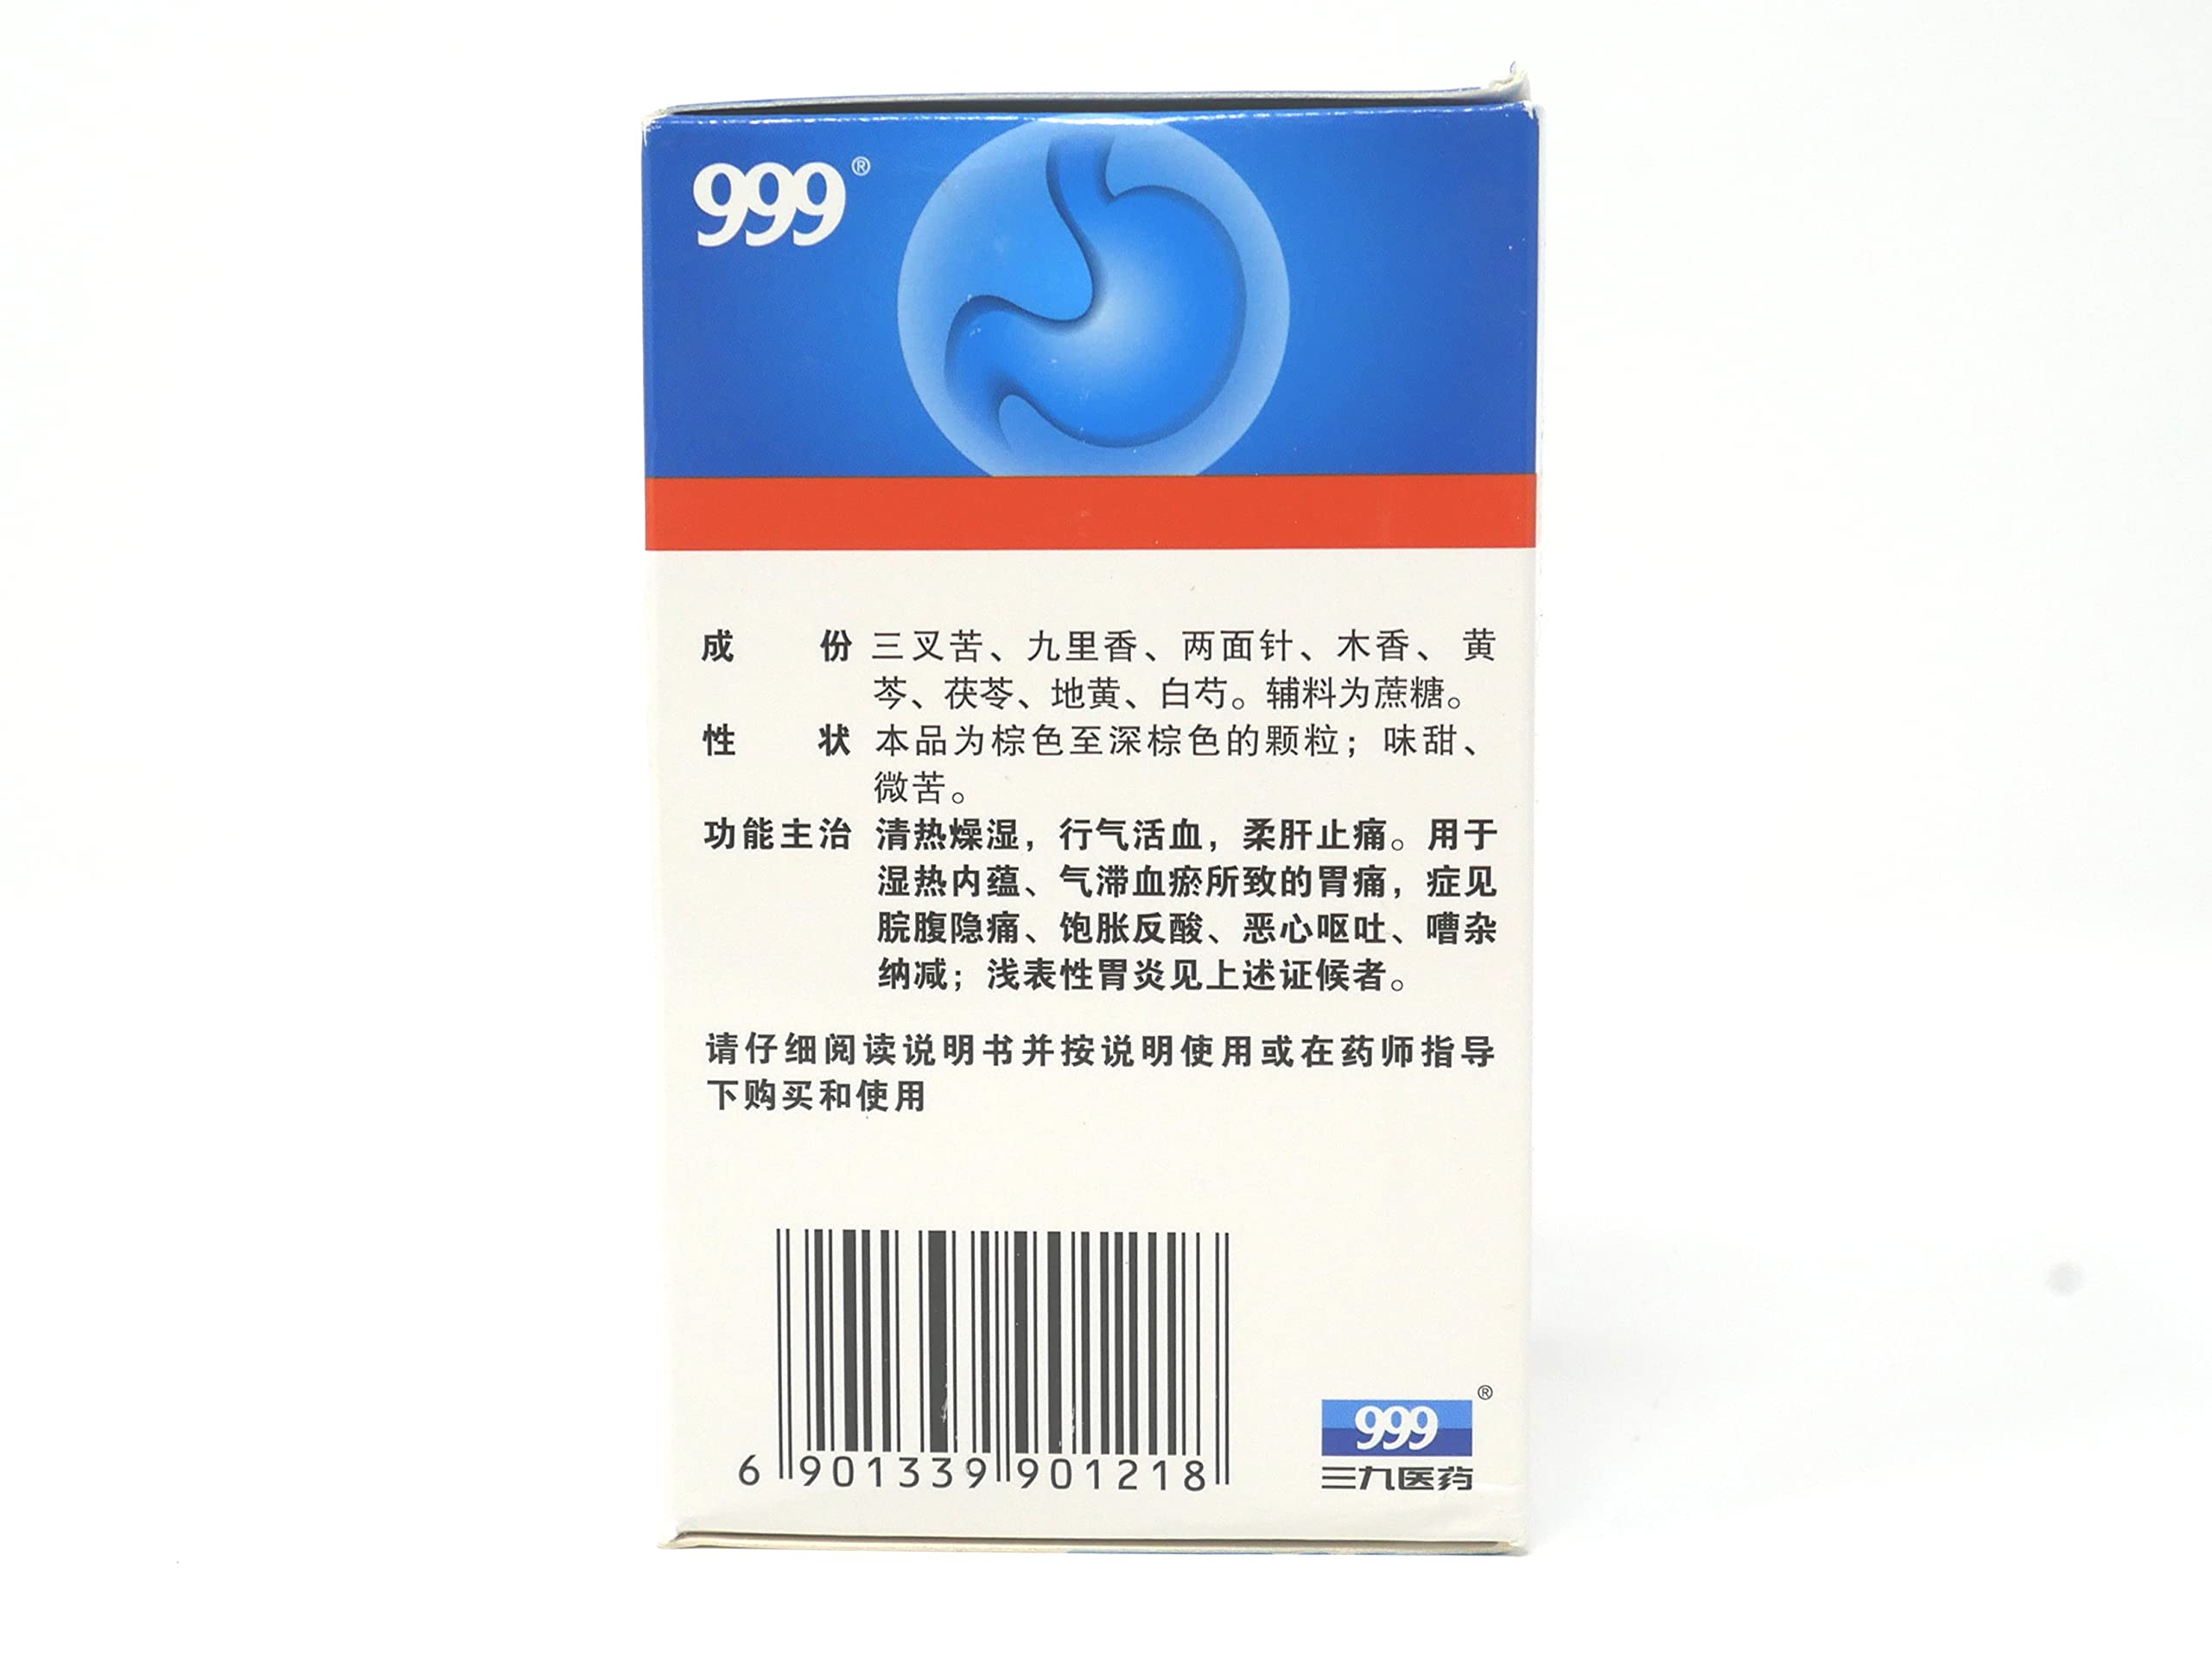 999®
成 份 三叉苦、九里香、两面针、木香、黄
芩、茯苓、地黄、白芍。辅料为蔗糖。
性 状 本品为棕色至深棕色的颗粒；味甜、
微苦。
功能主治 清热燥湿，行气活血，柔肝止痛。用于
湿热内蕴、气滞血瘀所致的胃痛，症见
脘腹隐痛、饱胀反酸、恶心呕吐、嘈杂
纳减；浅表性胃炎见上述证候者。
请仔细阅读说明书并按说明使用或在药师指导
下购买和使用
6 901339 901218
999®
三九医药